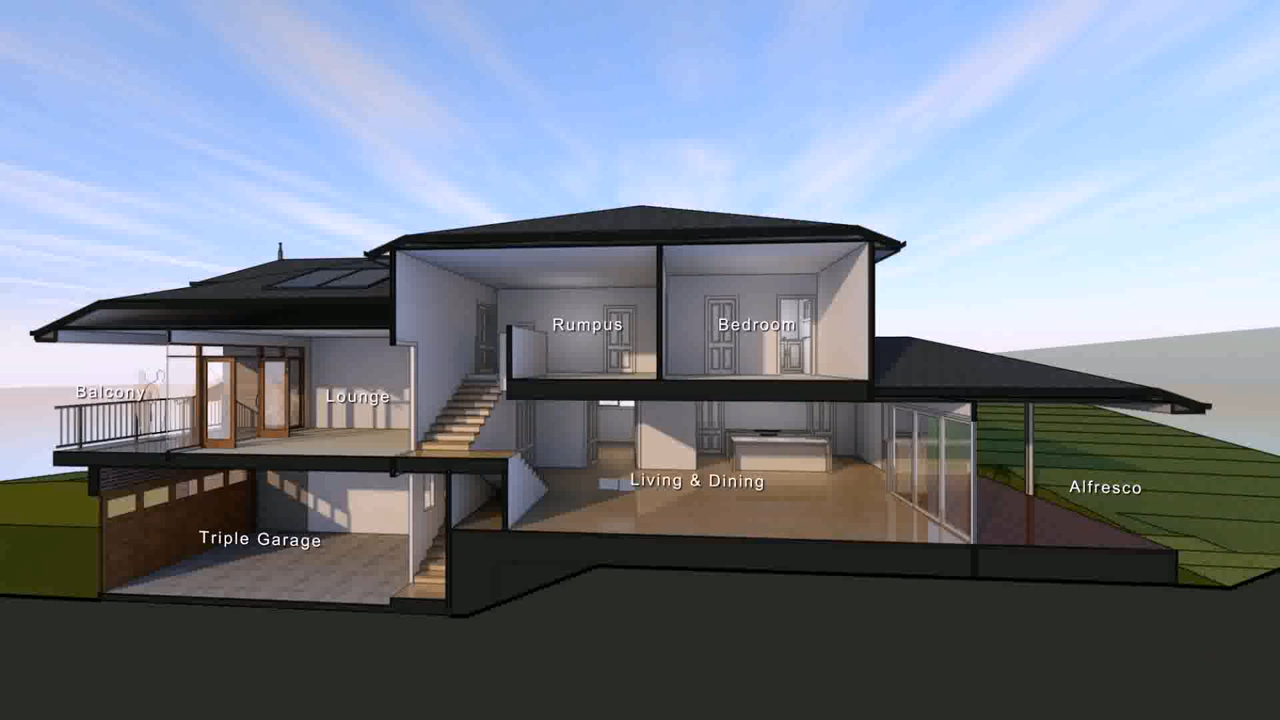 Rumpus
Bedroom
Balcony
Lounge
Living & Dining
Alfresco
Triple Garage